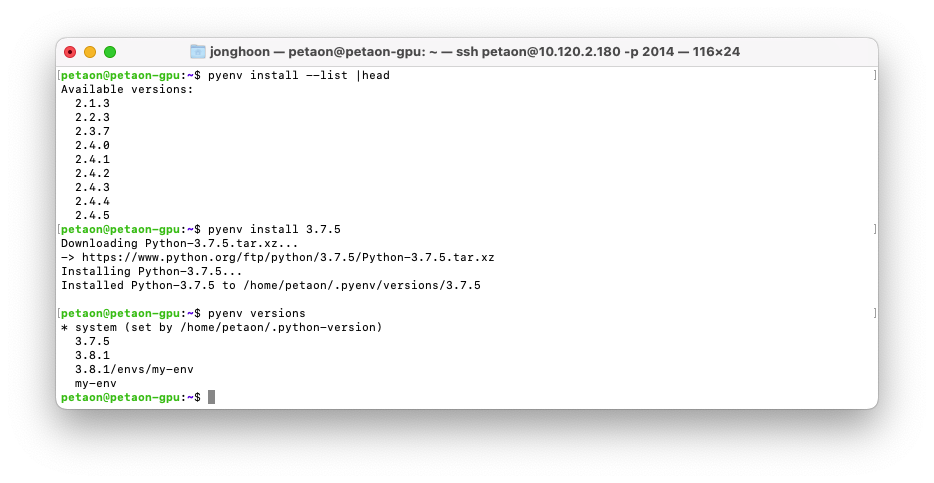 jonghoon — petaon@petaon-gpu: ~ — ssh petaon@10.120.2.180 -p 2014 — 116×24
[petaon@petaon-gpu:~$ pyenv install --list |head ]
Available versions:
  2.1.3
  2.2.3
  2.3.7
  2.4.0
  2.4.1
  2.4.2
  2.4.3
  2.4.4
  2.4.5
[petaon@petaon-gpu:~$ pyenv install 3.7.5 ]
Downloading Python-3.7.5.tar.xz...
-> https://www.python.org/ftp/python/3.7.5/Python-3.7.5.tar.xz
Installing Python-3.7.5...
Installed Python-3.7.5 to /home/petaon/.pyenv/versions/3.7.5
[petaon@petaon-gpu:~$ pyenv versions ]
* system (set by /home/petaon/.python-version)
  3.7.5
  3.8.1
  3.8.1/envs/my-env
  my-env
petaon@petaon-gpu:~$